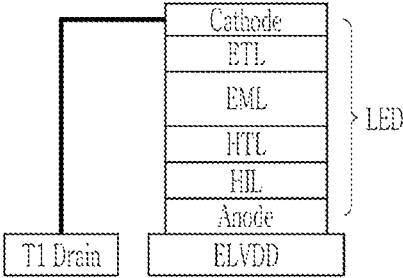 Cathode
ETL
EML
HTL
HIL
Anode
LED
T1 Drain
ELVDD